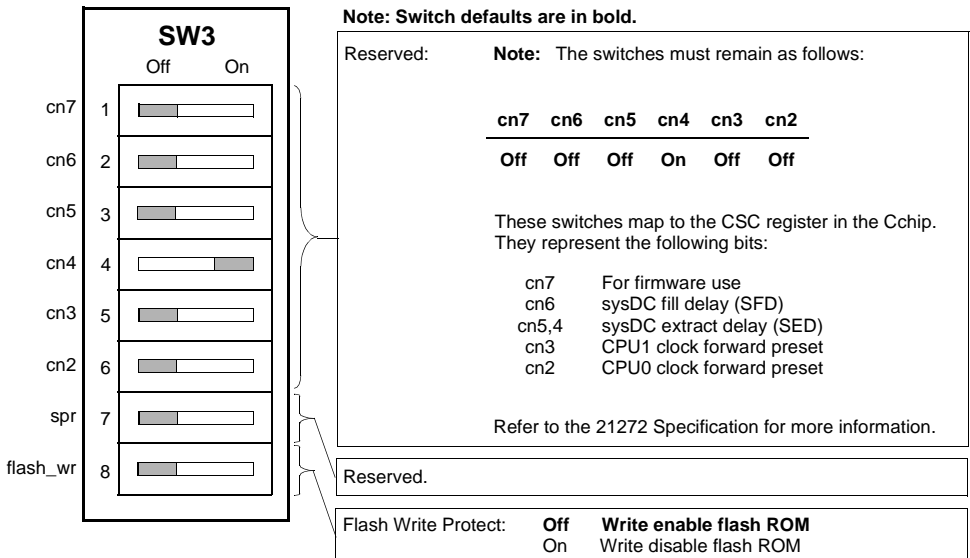 Note: Switch defaults are in bold.
SW3
Off On
cn7 1
cn6 2
cn5 3
cn4 4
cn3 5
cn2 6
spr 7
flash_wr 8
Reserved: Note: The switches must remain as follows:
cn7 cn6 cn5 cn4 cn3 cn2
Off Off Off On Off Off
These switches map to the CSC register in the Cchip.
They represent the following bits:
cn7 For firmware use
cn6 sysDC fill delay (SFD)
cn5,4 sysDC extract delay (SED)
cn3 CPU1 clock forward preset
cn2 CPU0 clock forward preset
Refer to the 21272 Specification for more information.
Reserved.
Flash Write Protect: Off Write enable flash ROM
On Write disable flash ROM